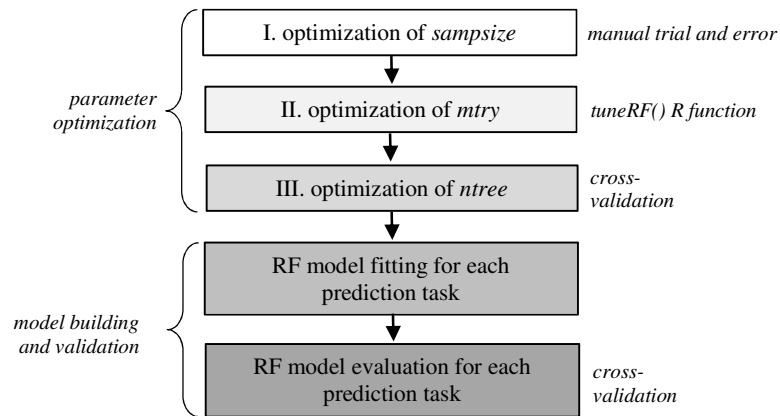 I. optimization of sampsize
manual trial and error
parameter
optimization
II. optimization of mtry
tuneRF() R function
III. optimization of ntree
cross-
validation
RF model fitting for each
prediction task
model building
and validation
RF model evaluation for each
prediction task
cross-
validation